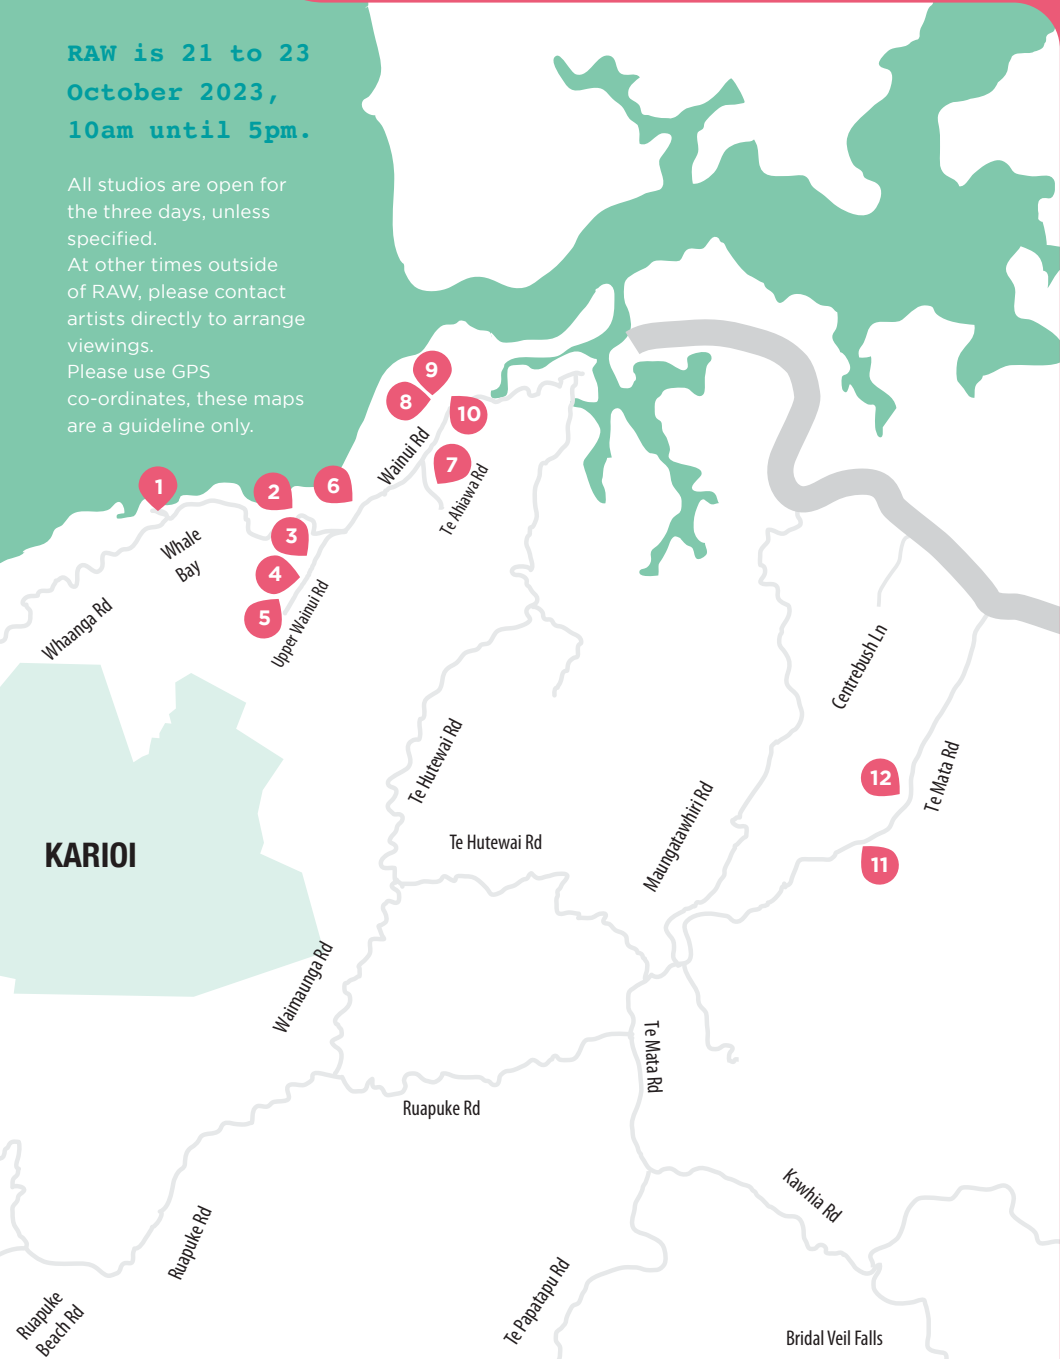 RAW is 21 to 23
October 2023,
10am until 5pm.
All studios are open for
the three days, unless
specified.
At other times outside
of RAW, please contact
artists directly to arrange
viewings.
Please use GPS
co-ordinates, these maps
are a guideline only.
9
8
10
Wainui Rd
7
Te Ahiawa Rd
1
2
6
3
Whale
Bay
4
5
Upper Wainui Rd
Whaanga Rd
Centrebush Ln
Te Hutewai Rd
12
Te Mata Rd
Maungatawhiri Rd
Te Hutewai Rd
KARIOI
11
Waimaunga Rd
Te Mata Rd
Ruapuke Rd
Kawhia Rd
Ruapuke Rd
Te Papatapu Rd
Ruapuke
Beach Rd
Bridal Veil Falls